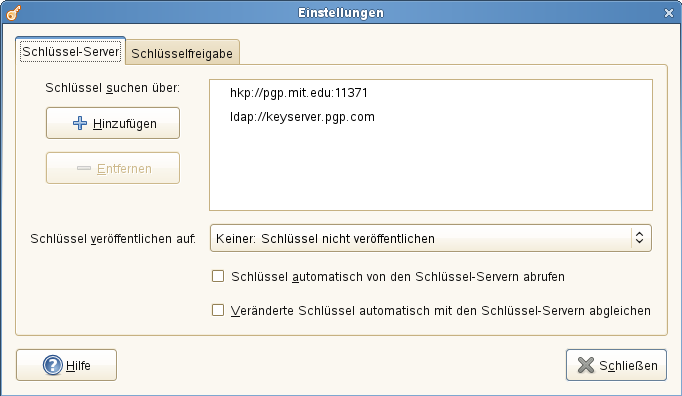 Einstellungen
Schlüssel-Server
Schlüsselfreigabe
Schlüssel suchen über:
hkp://pgp.mit.edu:11371
Hinzufügen
ldap://keyserver.pgp.com
Entfernen
Schlüssel veröffentlichen auf:
Keiner: Schlüssel nicht veröffentlichen
Schlüssel automatisch von den Schlüssel-Servern abrufen
Veränderte Schlüssel automatisch mit den Schlüssel-Servern abgleichen
Hilfe
Schließen